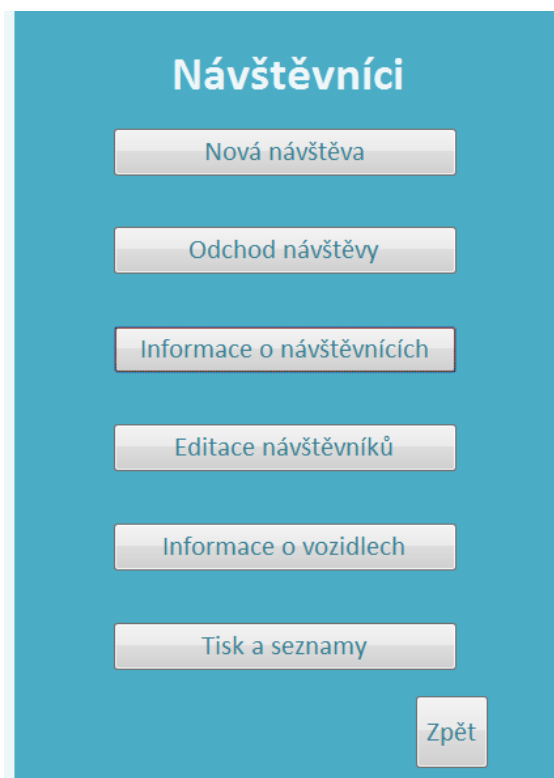 Návštěvníci
Nová návštěva
Odchod návštěvy
Informace o návštěvnících
Editace návštěvníků
Informace o vozidlech
Tisk a seznamy
Zpět